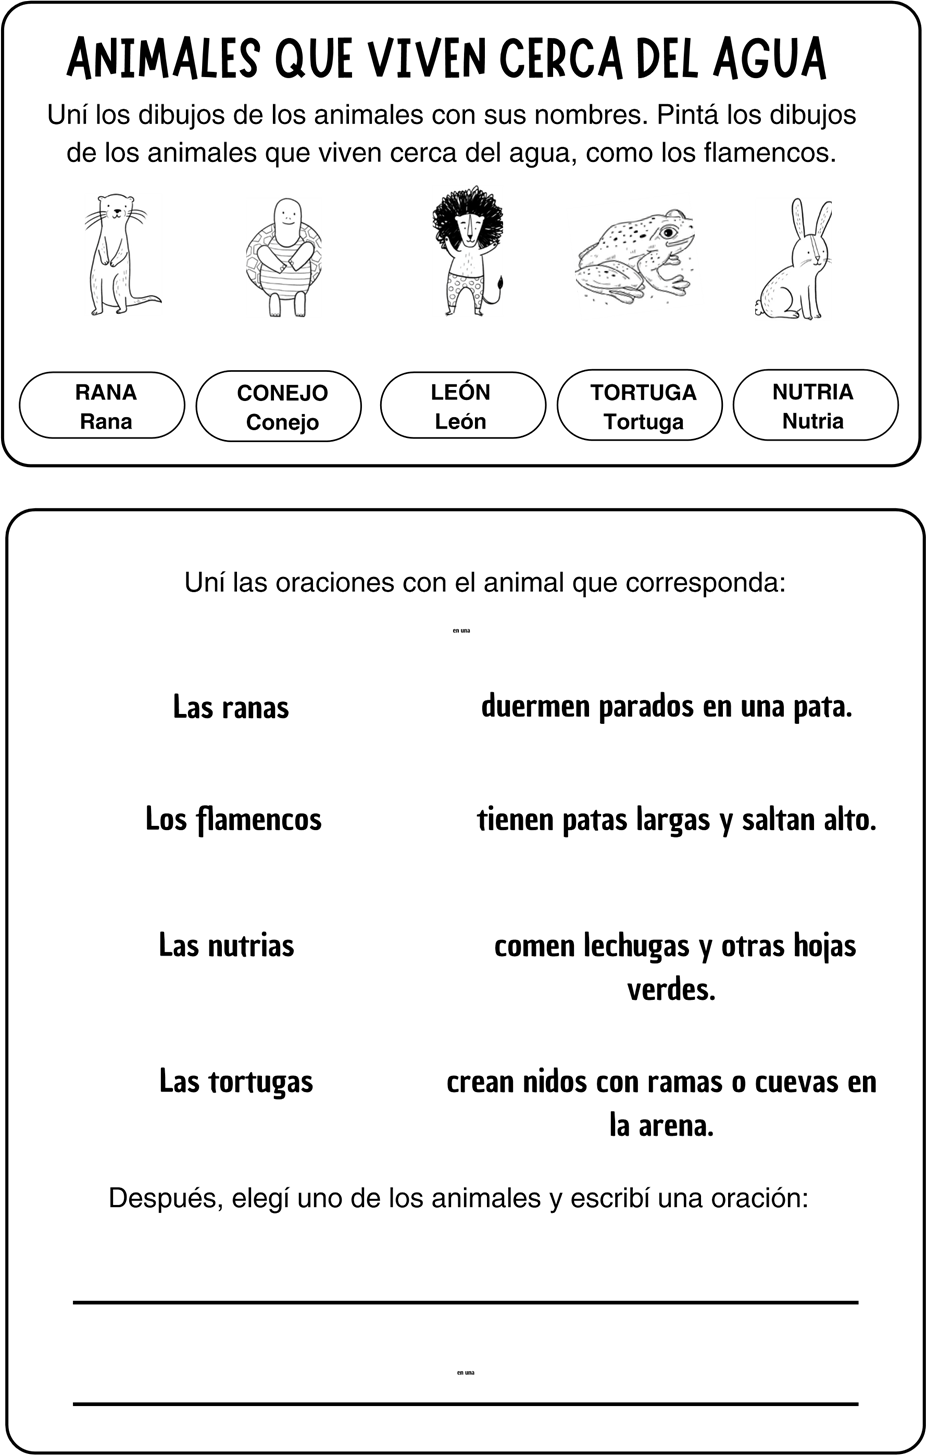 ANIMALES QUE VIVEN CERCA DEL AGUA
Uní los dibujos de los animales con sus nombres. Pintá los dibujos
de los animales que viven cerca del agua, como los flamencos.
RANA
Rana
CONEJO
Conejo
LEÓN
León
TORTUGA
Tortuga
NUTRIA
Nutria
Uní las oraciones con el animal que corresponda:
en una
Las ranas
duermen parados en una pata.
Los flamencos
tienen patas largas y saltan alto.
Las nutrias
comen lechugas y otras hojas
verdes.
Las tortugas
crean nidos con ramas o cuevas en
la arena.
Después, elegí uno de los animales y escribí una oración:
en una